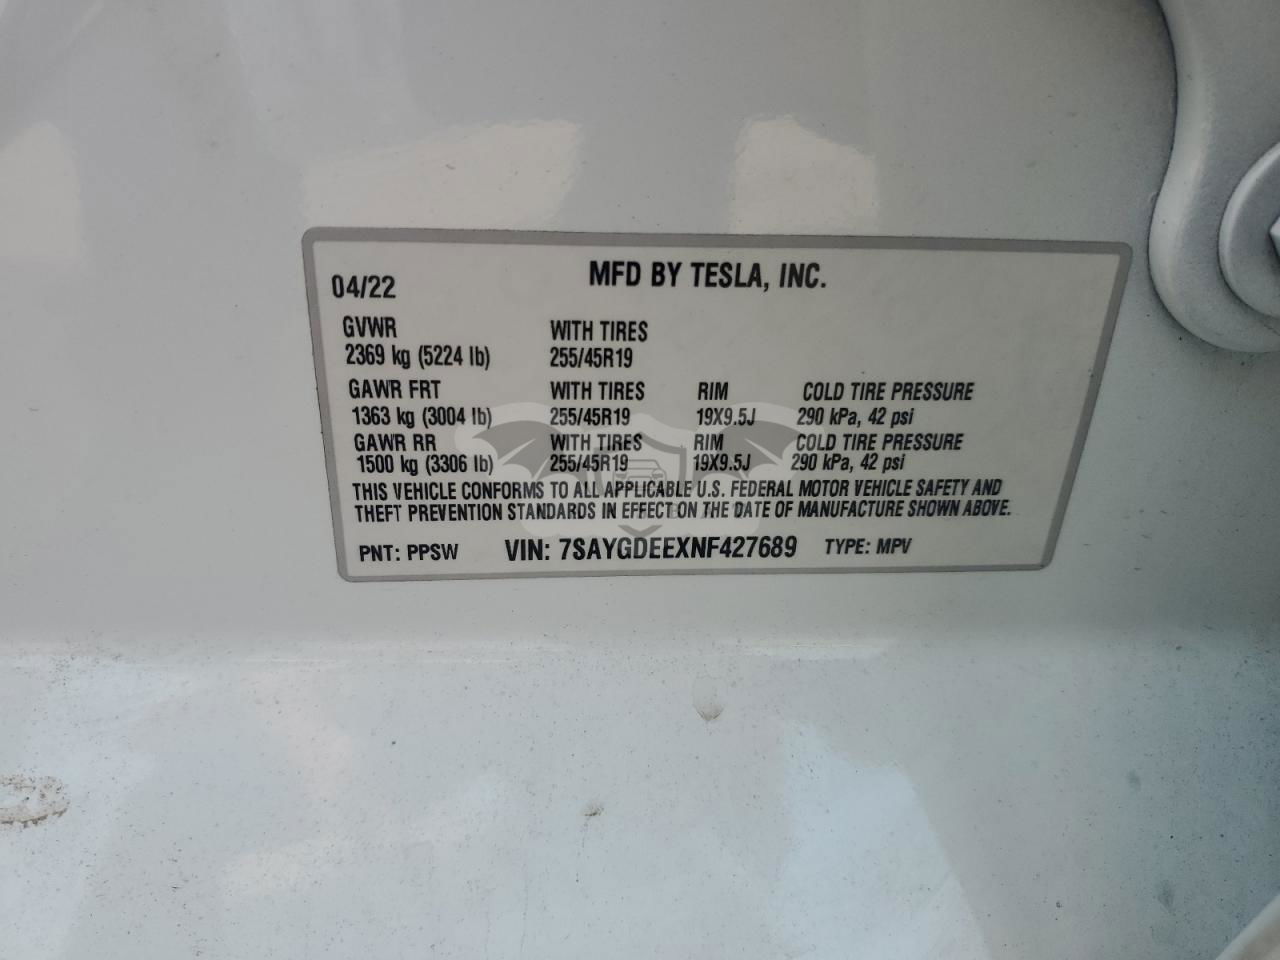 04/22 MFD BY TESLA, INC.
GVWR WITH TIRES
2369 kg (5224 lb) 255/45R19
GAWR FRT WITH TIRES RIM COLD TIRE PRESSURE
1363 kg (3004 lb) 255/45R19 19X9.5J 290 kPa, 42 psi
GAWR RR WITH TIRES RIM COLD TIRE PRESSURE
1500 kg (3306 lb) 255/45R19 19X9.5J 290 kPa, 42 psi
THIS VEHICLE CONFORMS TO ALL APPLICABLE U.S. FEDERAL MOTOR VEHICLE SAFETY AND
THEFT PREVENTION STANDARDS IN EFFECT ON THE DATE OF MANUFACTURE SHOWN ABOVE.
PNT: PPSW VIN: 7SAYGDEEXNF427689 TYPE: MPV